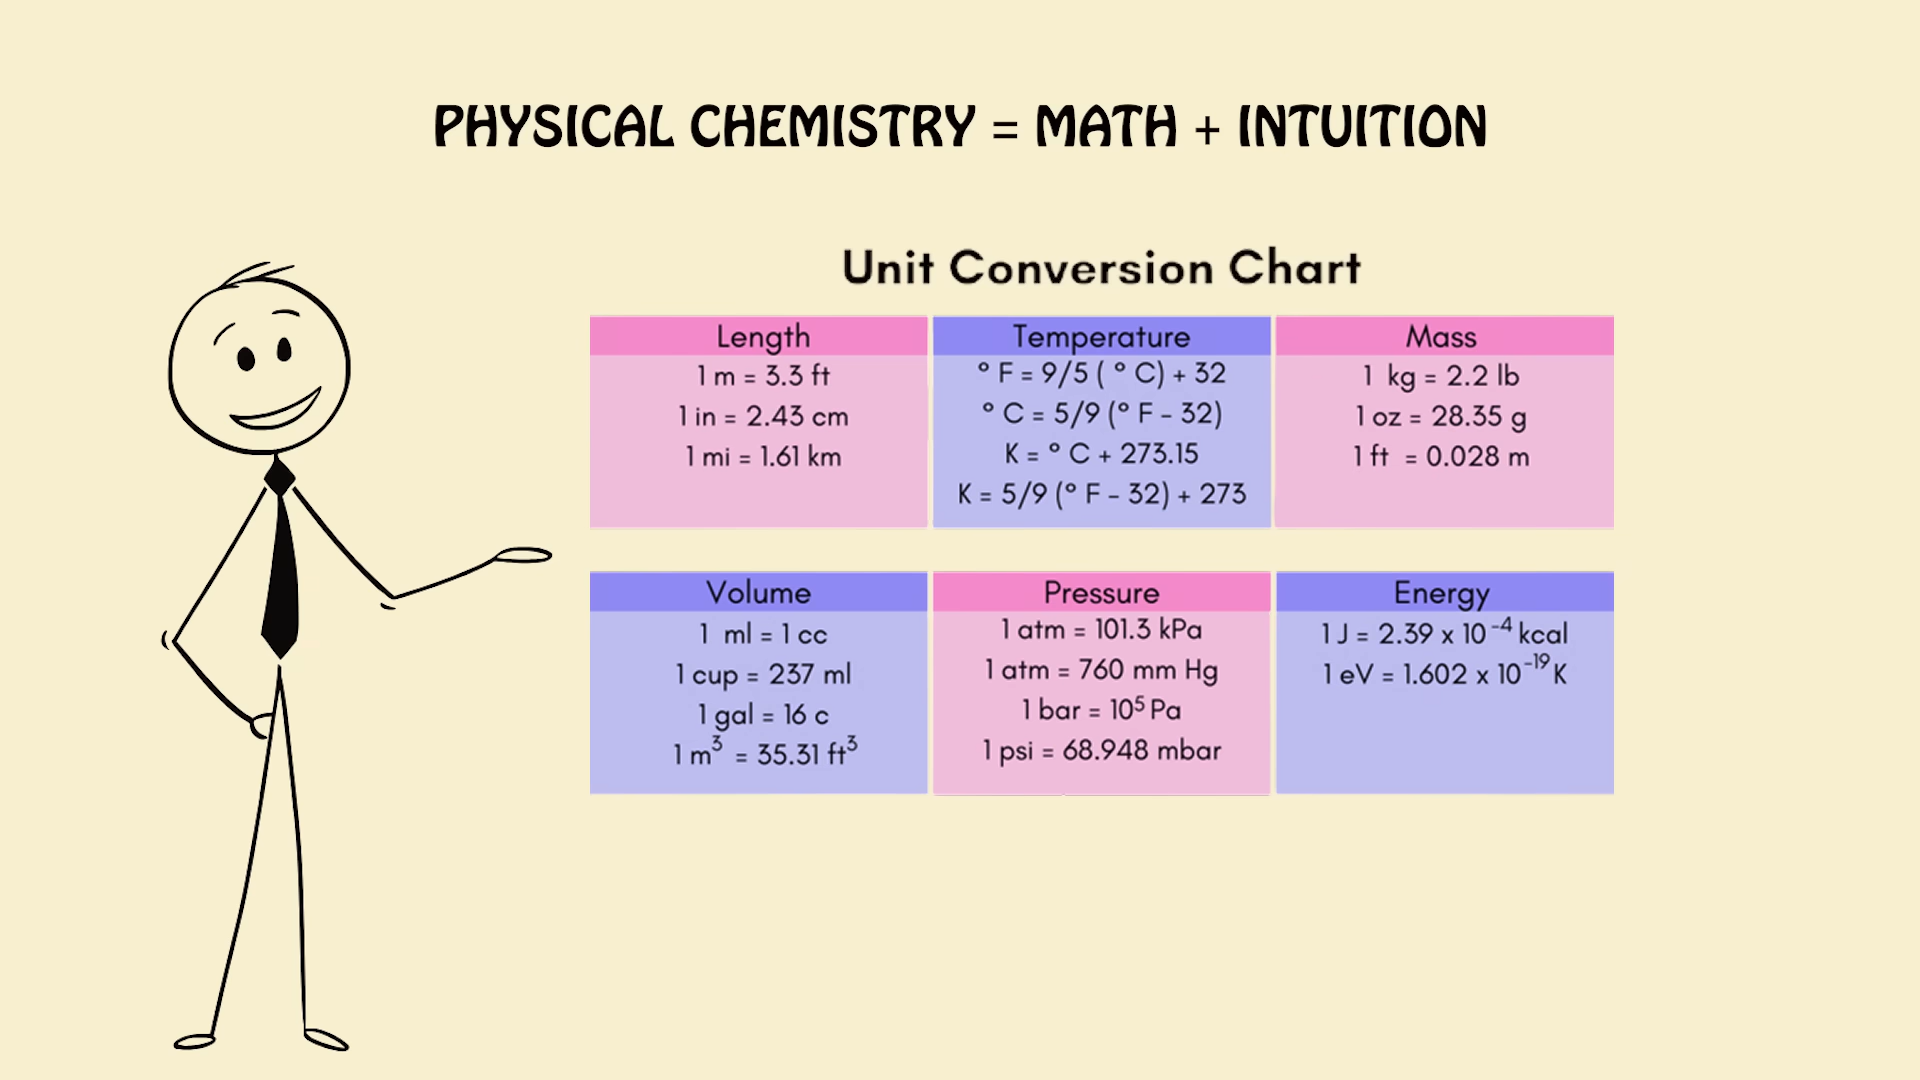 PHYSICAL CHEMISTRY = MATH + INTUITION
Unit Conversion Chart
Length
1 m = 3.3 ft
1 in = 2.43 cm
1 mi = 1.61 km
Temperature
° F = 9/5 ( ° C) + 32
° C = 5/9 (° F - 32)
K = ° C + 273.15
K = 5/9 (° F - 32) + 273
Mass
1 kg = 2.2 lb
1 oz = 28.35 g
1 ft = 0.028 m
Volume
1 ml = 1 cc
1 cup = 237 ml
1 gal = 16 c
1 m³ = 35.31 ft³
Pressure
1 atm = 101.3 kPa
1 atm = 760 mm Hg
1 bar = 10⁵ Pa
1 psi = 68.948 mbar
Energy
1 J = 2.39 x 10⁻⁴ kcal
1 eV = 1.602 x 10⁻¹⁹ K